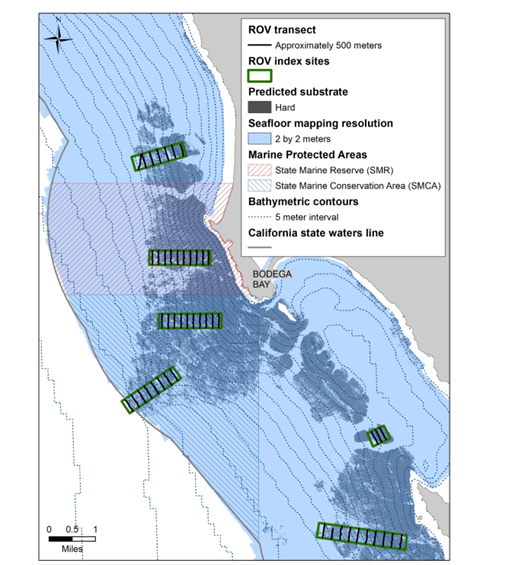 N
ROV transect
Approximately 500 meters
ROV index sites
Predicted substrate
Hard
Seafloor mapping resolution
2 by 2 meters
Marine Protected Areas
State Marine Reserve (SMR)
State Marine Conservation Area (SMCA)
Bathymetric contours
5 meter interval
California state waters line
BODEGA
BAY
0 0.5 1
Miles